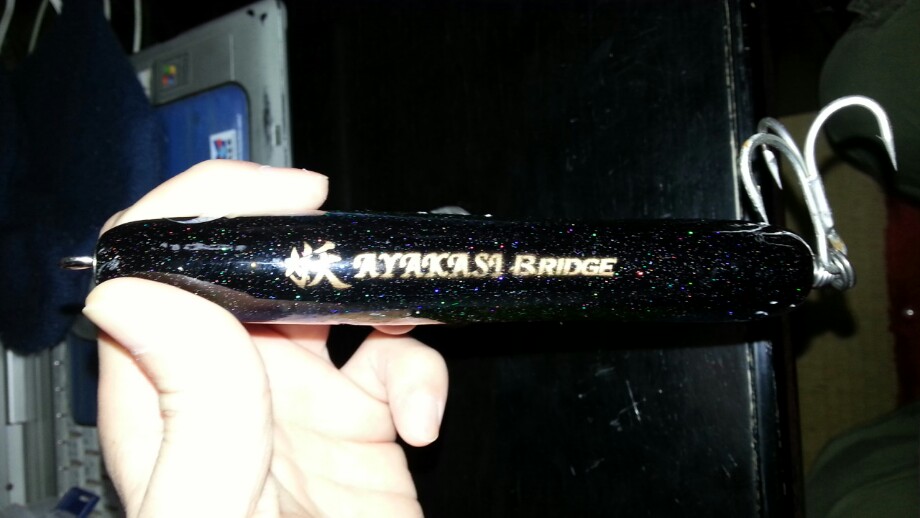 妖 AYAKASI BRIDGE